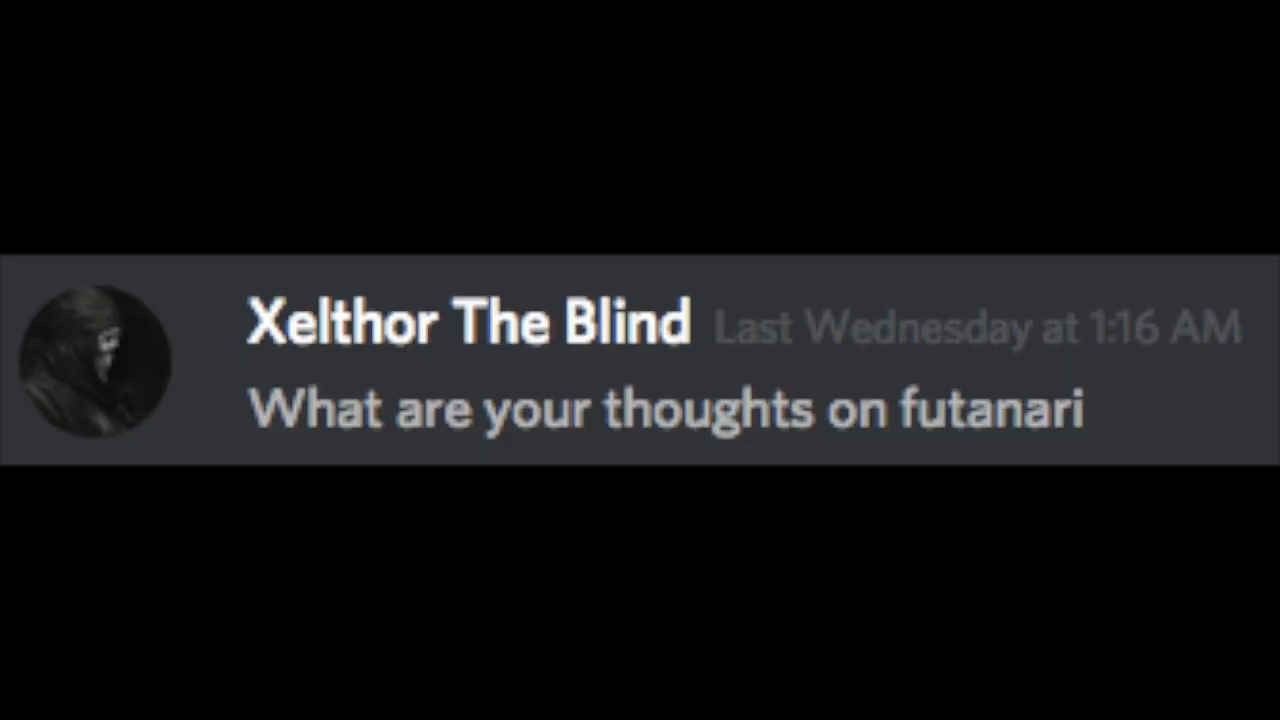 Xelthor The Blind Last Wednesday at 1:16 AM
What are your thoughts on futanari